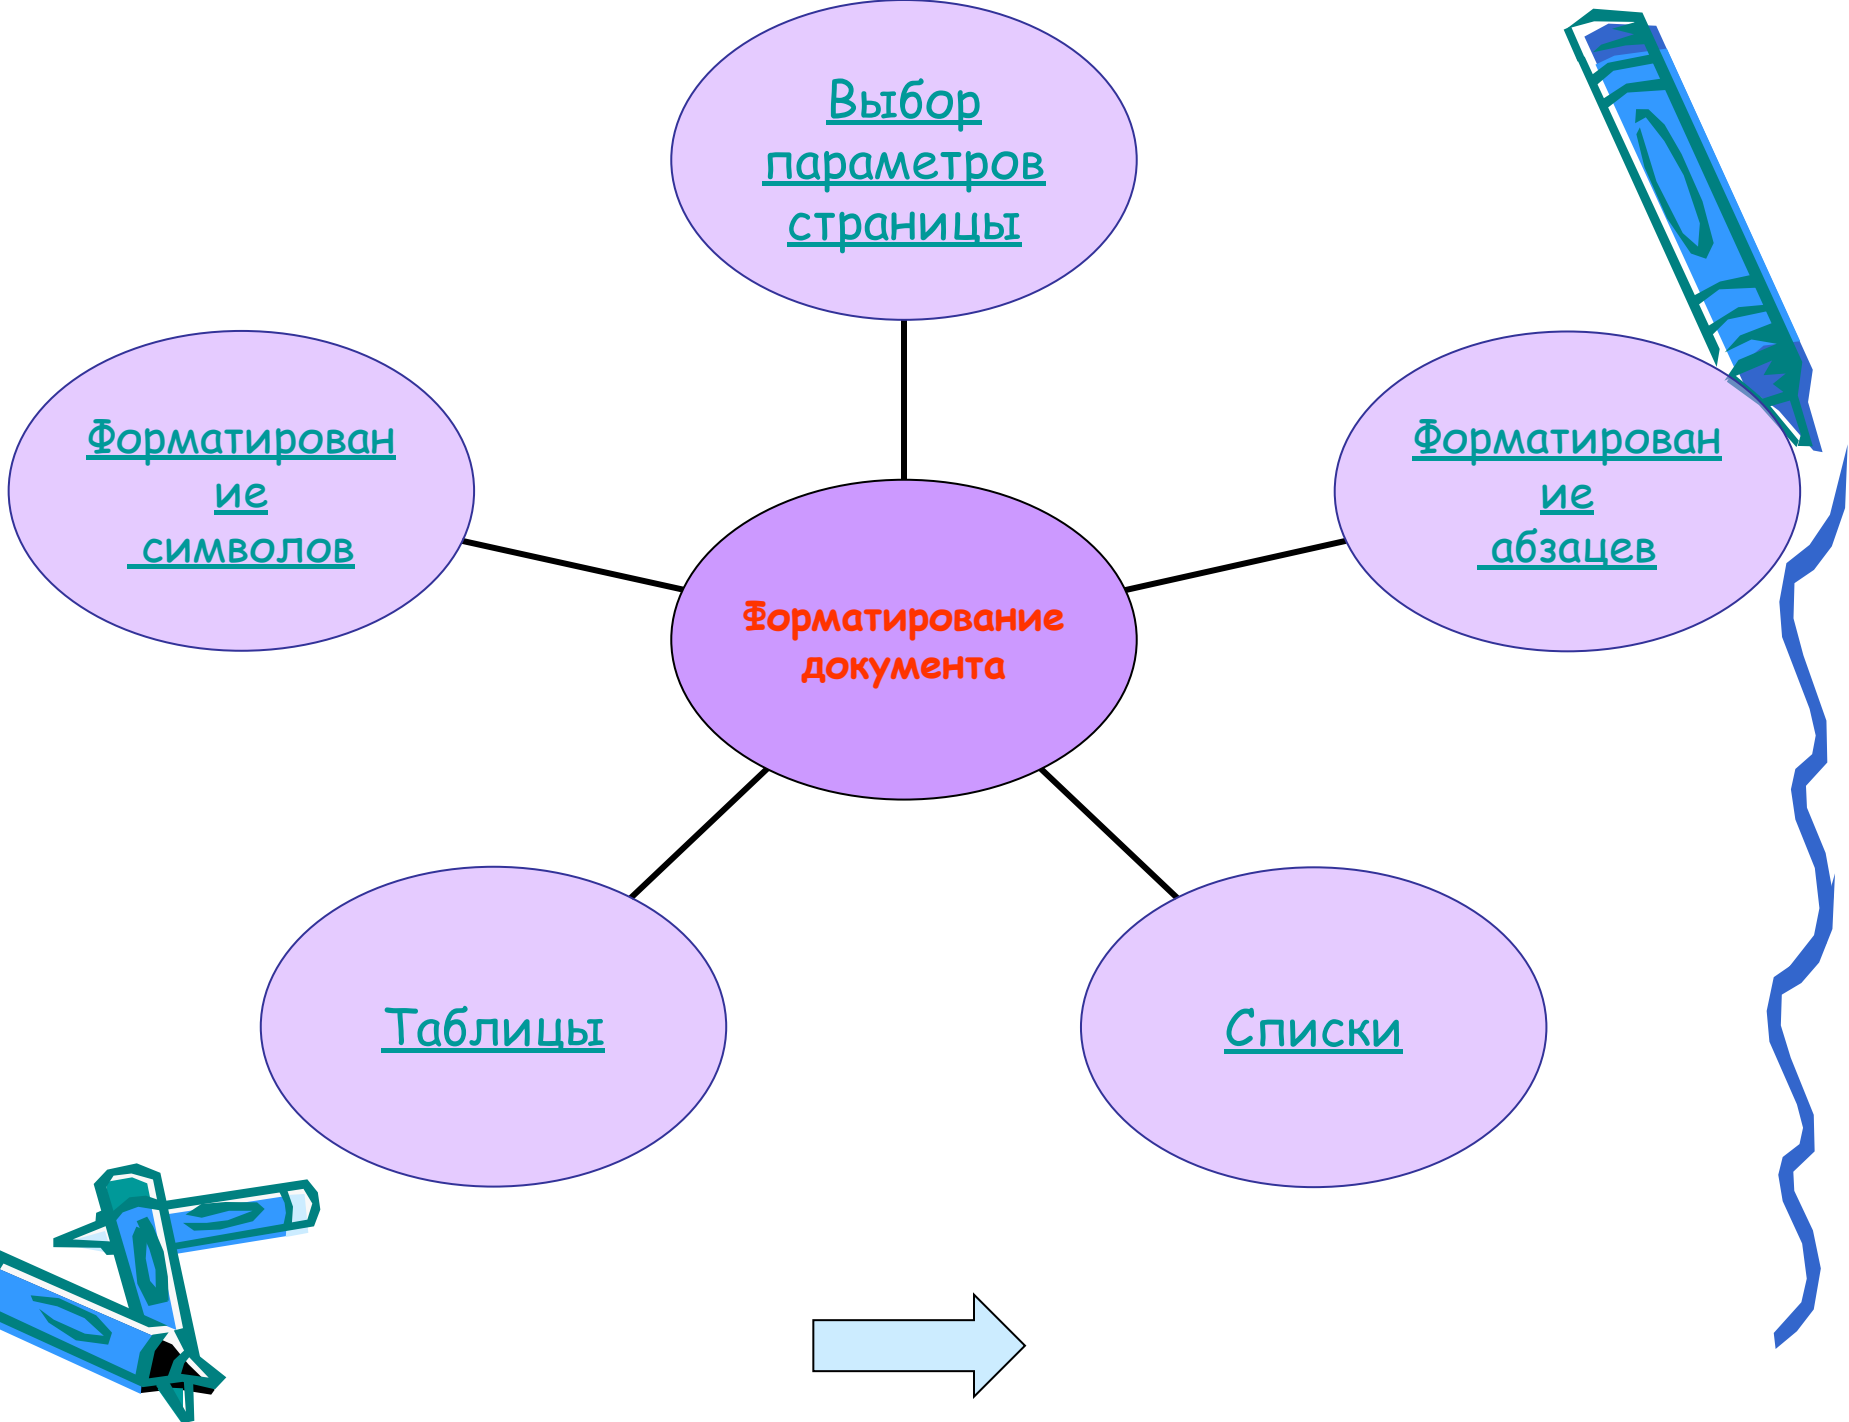 Выбор
параметров
страницы
Форматирован
ие
символов
Форматирован
ие
абзацев
Форматирование
документа
Таблицы
Списки